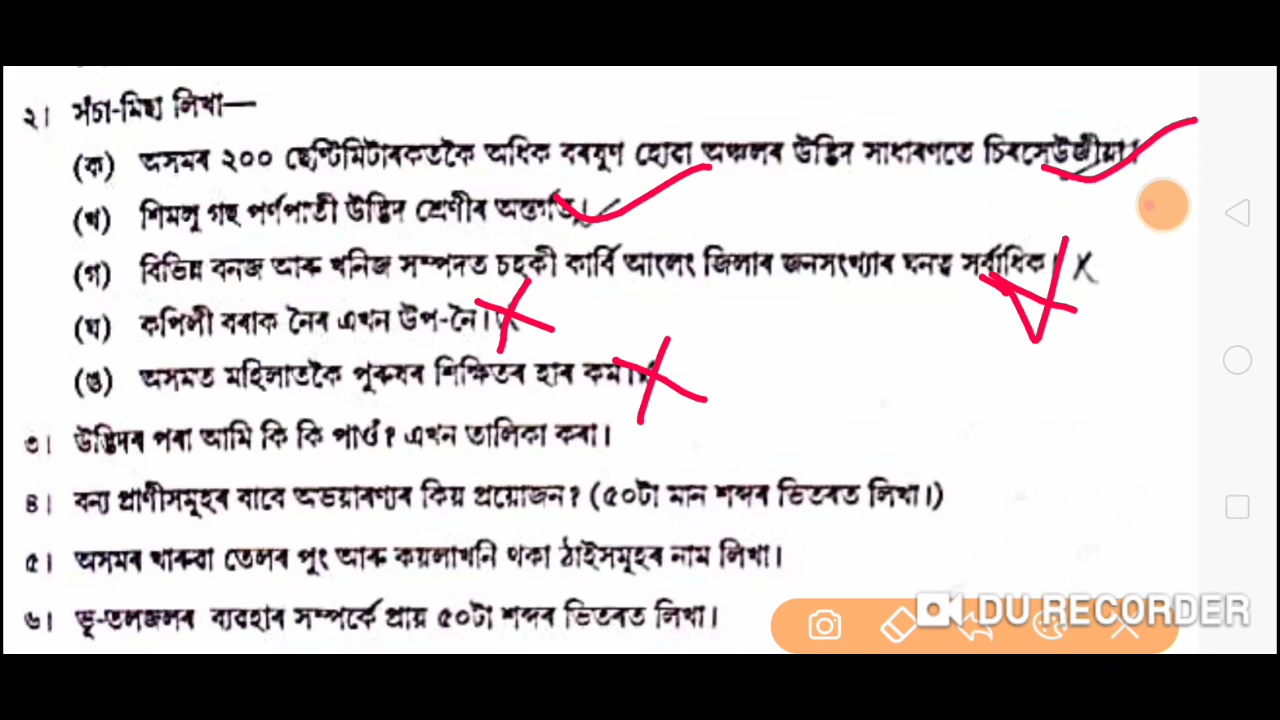 ২। সঁচা-মিছা লিখা—
(ক) অসমৰ ২০০ ছেণ্টিমিটাৰকতকৈ অধিক বৰষুণ হোৱা অঞ্চলৰ উদ্ভিদ সাধাৰণতে চিৰসেউজীয়া।
(খ) শিমলু গছ পৰ্ণপাতী উদ্ভিদ শ্ৰেণীৰ অন্তৰ্গত।
(গ) বিভিন্ন বনজ আৰু খনিজ সম্পদত চহকী কাৰ্বি আংলং জিলাৰ জনসংখ্যাৰ ঘনত্ব সৰ্বাধিক।
(ঘ) কপিলী বৰাক নৈৰ এখন উপ-নৈ।
(ঙ) অসমত মহিলাতকৈ পুৰুষৰ শিক্ষিতৰ হাৰ কম।
৩। উদ্ভিদৰ পৰা আমি কি কি পাওঁ? এখন তালিকা কৰা।
৪। বন্য প্ৰাণীসমূহৰ বাবে অভয়াৰণ্যৰ কিয় প্ৰয়োজন? (৫০টা মান শব্দৰ ভিতৰত লিখা।)
৫। অসমৰ খাৰুৱা তেলৰ পুং আৰু কয়লাখনি থকা ঠাইসমূহৰ নাম লিখা।
৬। ভূ-তলজলৰ ব্যৱহাৰ সম্পৰ্কে প্ৰায় ৫০টা শব্দৰ ভিতৰত লিখা।
DU RECORDER